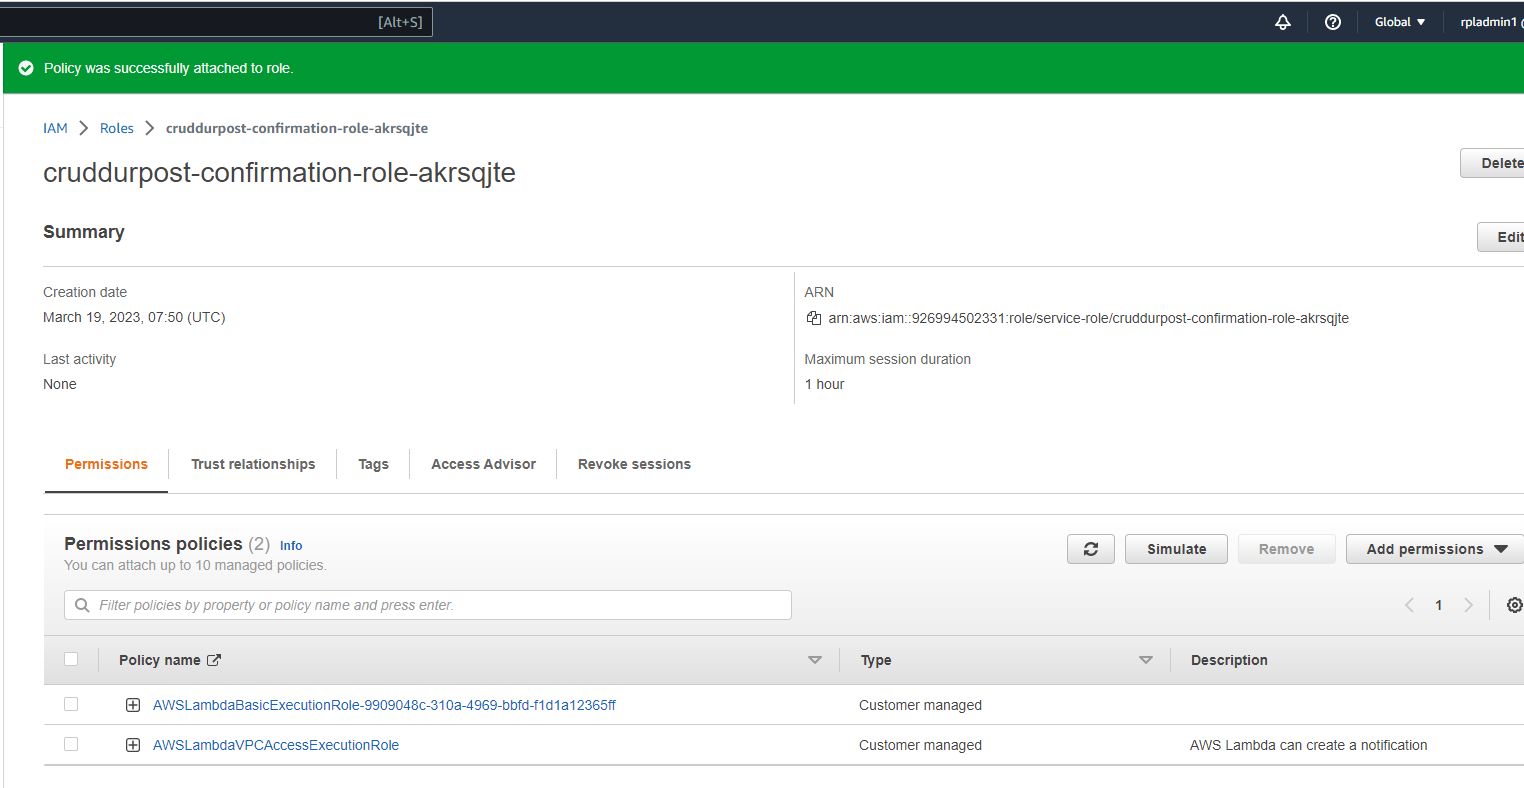 [Alt+S] Global rpladmin1
Policy was successfully attached to role.
IAM Roles cruddurpost-confirmation-role-akrsqjte
cruddurpost-confirmation-role-akrsqjte Delete
Summary Edit
Creation date
March 19, 2023, 07:50 (UTC)
ARN
arn:aws:iam::926994502331:role/service-role/cruddurpost-confirmation-role-akrsqjte
Last activity
None
Maximum session duration
1 hour
Permissions Trust relationships Tags Access Advisor Revoke sessions
Permissions policies (2) Info
You can attach up to 10 managed policies.
Simulate Remove Add permissions
Filter policies by property or policy name and press enter. 1
Policy name Type Description
AWSLambdaBasicExecutionRole-9909048c-310a-4969-bbfd-f1d1a12365ff Customer managed
AWSLambdaVPCAccessExecutionRole Customer managed AWS Lambda can create a notification